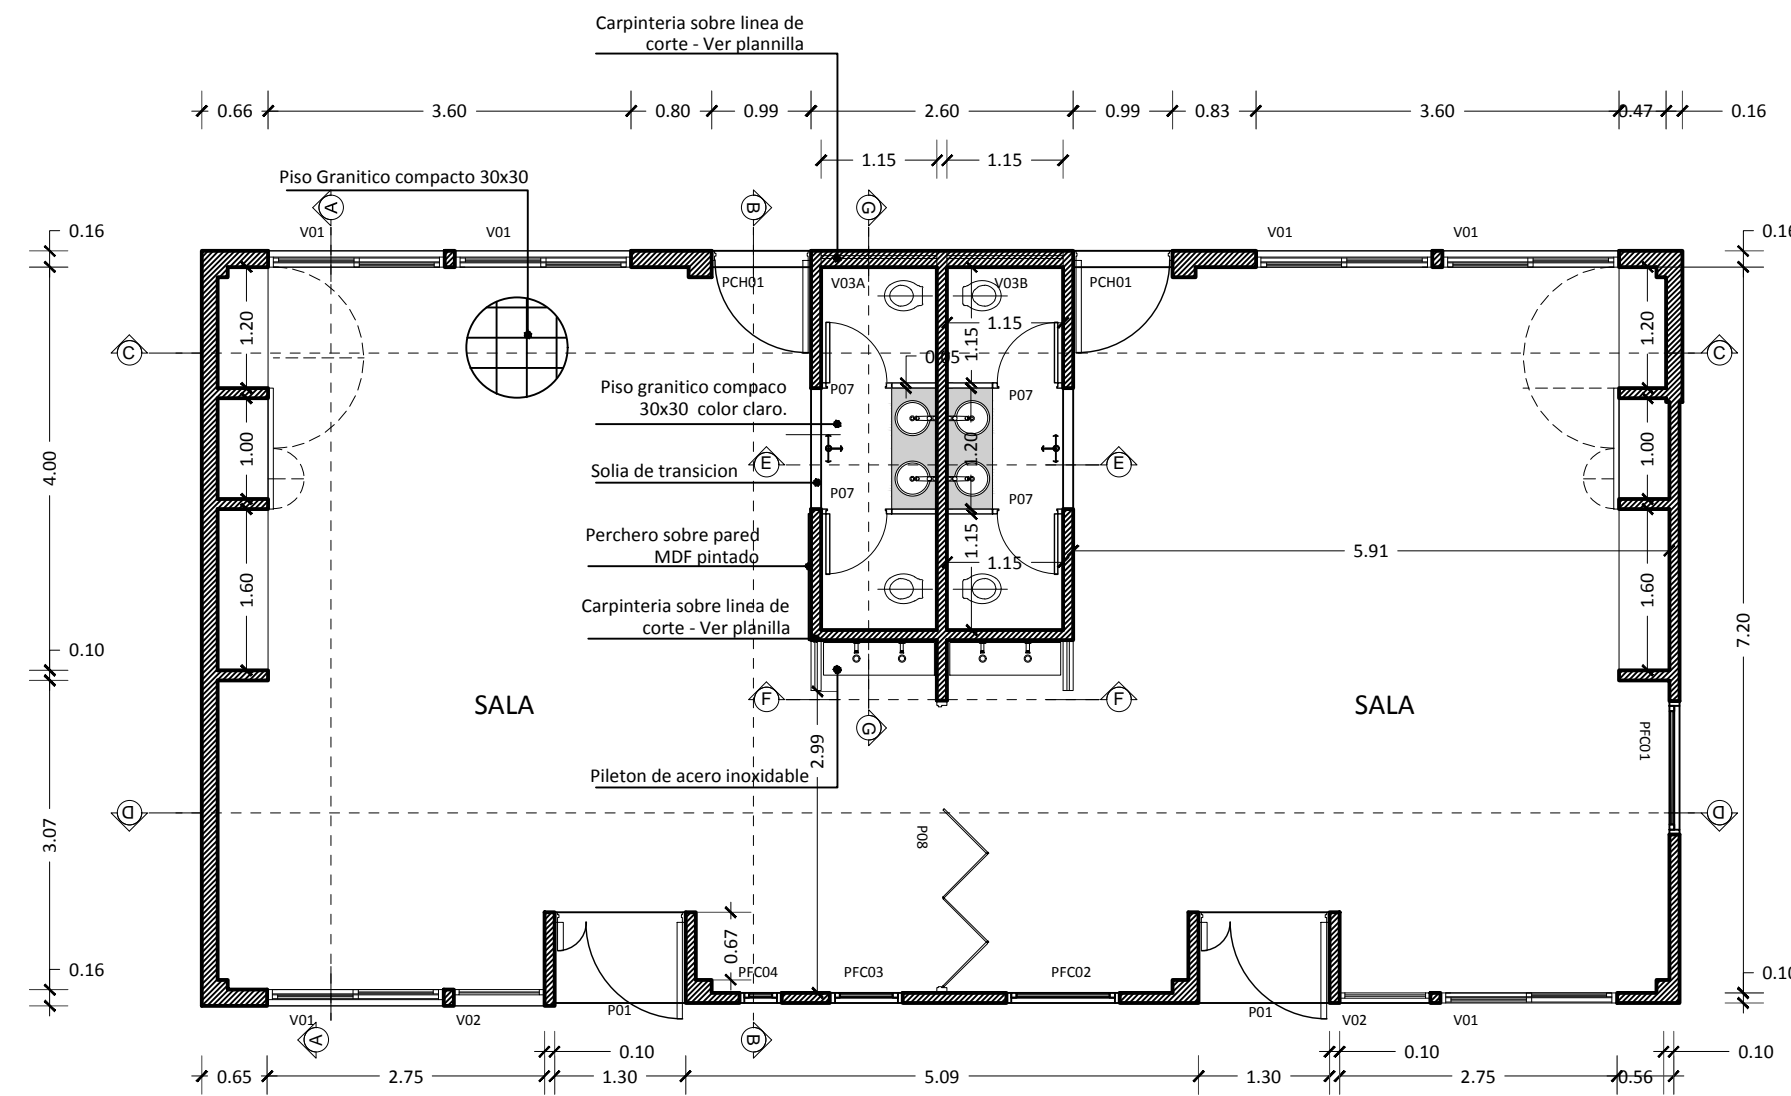 Carpinteria sobre linea de
corte - Ver plannilla
0.66
3.60
0.80
0.99
2.60
0.99
0.83
3.60
0.47
0.16
1.15
1.15
Piso Granitico compacto 30x30
A
B
G
0.16
V01
V01
V01
V01
0.16
PCH01
V03A
V03B
PCH01
1.20
1.15
1.15
0.05
1.20
C
C
Piso granitico compaco
30x30 color claro.
P07
P07
4.00
1.00
1.20
1.00
E
E
Solia de transicion
P07
P07
Perchero sobre pared
MDF pintado
1.15
1.15
5.91
1.60
1.60
Carpinteria sobre linea de
corte - Ver planilla
7.20
0.10
SALA
F
F
SALA
G
PFC01
2.99
Pileton de acero inoxidable
D
D
3.07
P08
0.67
0.16
PFC04
PFC03
PFC02
0.10
V01
V02
P01
P01
V02
V01
A
B
0.10
0.10
0.10
0.65
2.75
1.30
5.09
1.30
2.75
0.56